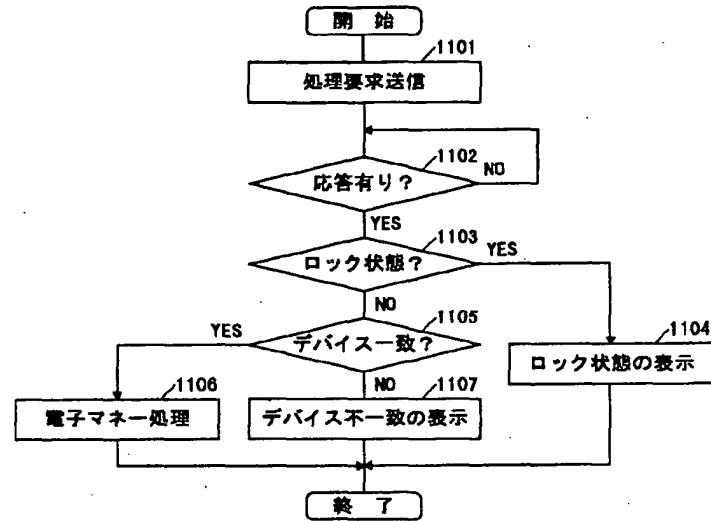 開 始
1101
処理要求送信
1102
応答有り？
NO
YES
1103
ロック状態？
YES
NO
1105
デバイス一致？
YES
NO
1104
ロック状態の表示
1106
電子マネー処理
1107
デバイス不一致の表示
終 了